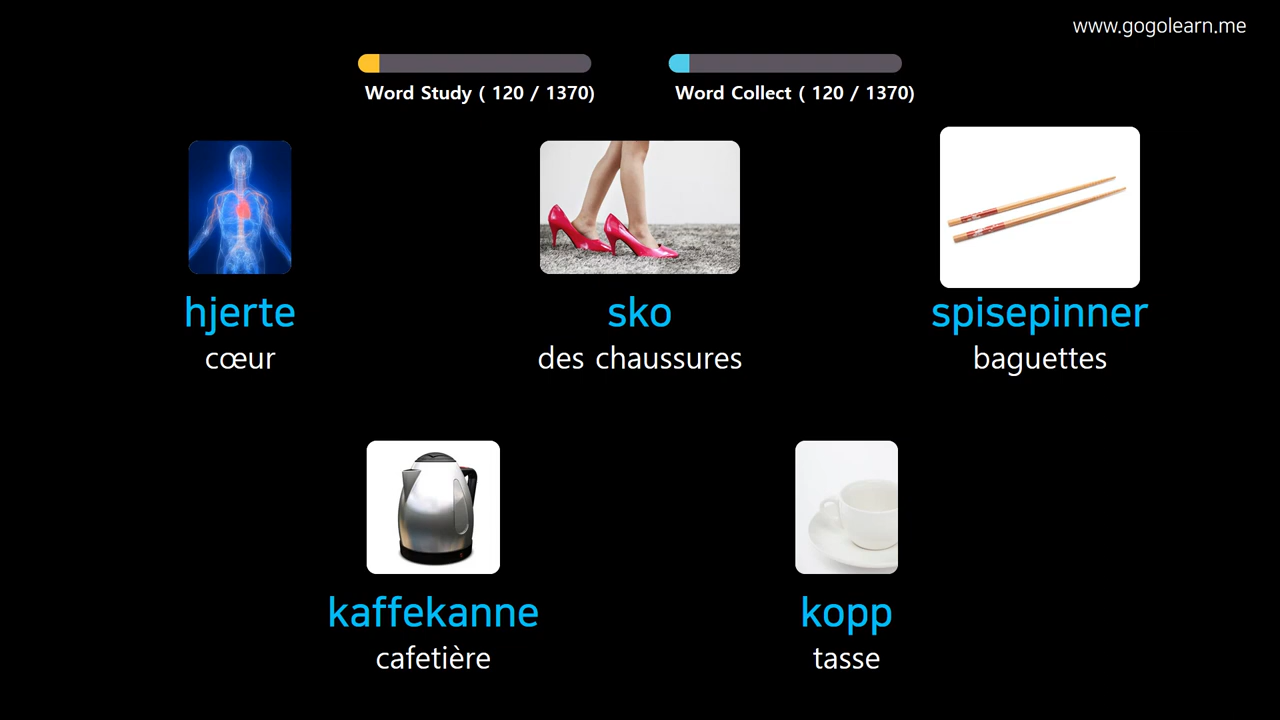 www.gogolearn.me
Word Study ( 120 / 1370)
Word Collect ( 120 / 1370)
hjerte
cœur
sko
des chaussures
spisepinner
baguettes
kaffekanne
cafetière
kopp
tasse